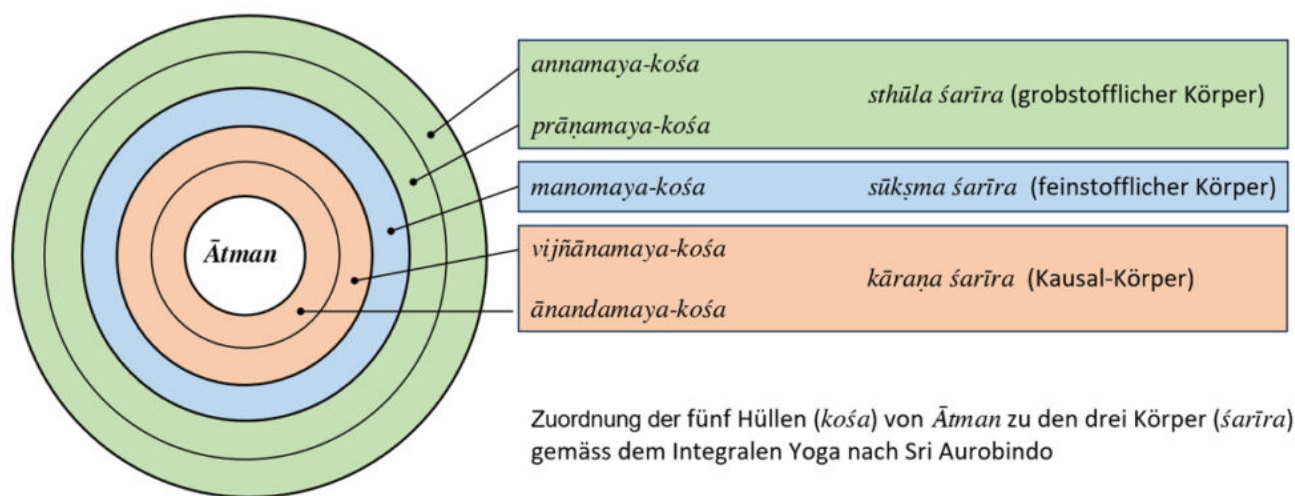 Ātman
annamaya-kośa
sthūla śarīra (grobstofflicher Körper)
prāṇamaya-kośa
manomaya-kośa sūkṣma śarīra (feinstofflicher Körper)
vijñānamaya-kośa
kāraṇa śarīra (Kausal-Körper)
ānandamaya-kośa
Zuordnung der fünf Hüllen (kośa) von Ātman zu den drei Körper (śarīra)
gemäss dem Integralen Yoga nach Sri Aurobindo